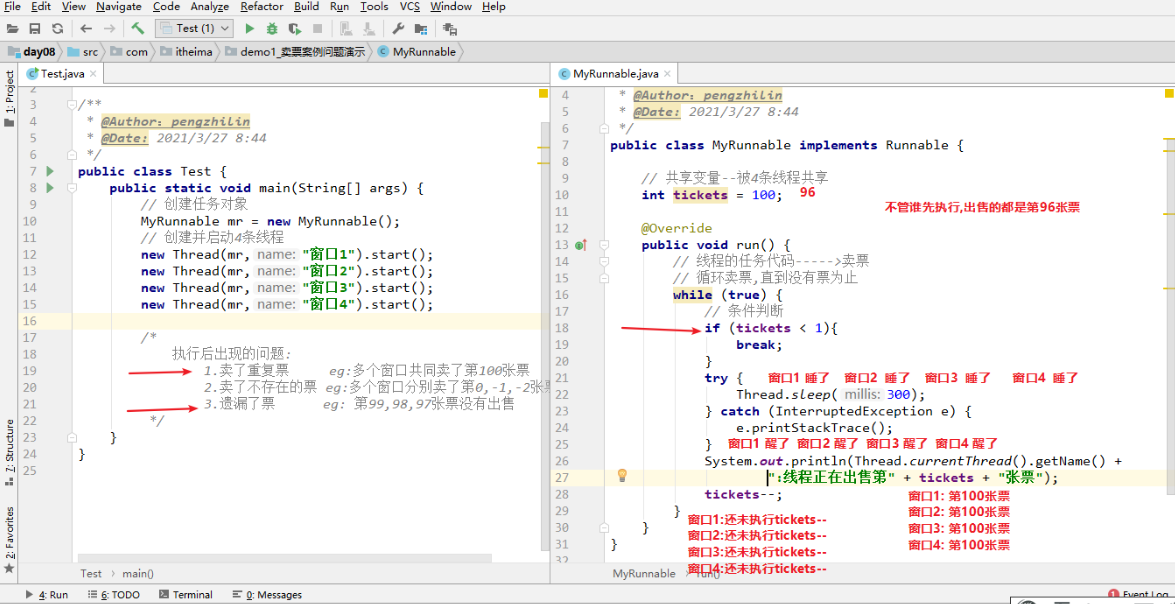 File Edit View Navigate Code Analyze Refactor Build Run Tools VCS Window Help
Test (1)
day08 src com itheima demo1_卖票案例问题演示 MyRunnable
Test.java
MyRunnable.java
1: Project
7: Structure
2: Favorites
2
3 /**
4 * @Author: pengzhilin
5 * @Date: 2021/3/27 8:44
6 */
7 public class Test {
8 public static void main(String[] args) {
9 // 创建任务对象
10 MyRunnable mr = new MyRunnable();
11 // 创建并启动4条线程
12 new Thread(mr, name: "窗口1").start();
13 new Thread(mr, name: "窗口2").start();
14 new Thread(mr, name: "窗口3").start();
15 new Thread(mr, name: "窗口4").start();
16
17 /*
18 执行后出现的问题:
19 1.卖了重复票 eg:多个窗口共同卖了第100张票
20 2.卖了不存在的票 eg:多个窗口分别卖了第0,-1,-2张票
21 3.遗漏了票 eg: 第99,98,97张票没有出售
22 */
23 }
24 }
25
Test main()
4 * @Author: pengzhilin
5 * @Date: 2021/3/27 8:44
6 */
7 public class MyRunnable implements Runnable {
8
9 // 共享变量--被4条线程共享
10 int tickets = 100; 96
11 不管谁先执行,出售的都是第96张票
12 @Override
13 public void run() {
14 // 线程的任务代码----->卖票
15 // 循环卖票,直到没有票为止
16 while (true) {
17 // 条件判断
18 if (tickets < 1){
19 break;
20 }
21 try { 窗口1 睡了 窗口2 睡了 窗口3 睡了 窗口4 睡了
22 Thread.sleep( millis: 300);
23 } catch (InterruptedException e) {
24 e.printStackTrace();
25 } 窗口1 醒了 窗口2 醒了 窗口3 醒了 窗口4 醒了
26 System.out.println(Thread.currentThread().getName() +
27 ":线程正在出售第" + tickets + "张票");
28 tickets--; 窗口1: 第100张票
29 } 窗口2: 第100张票
窗口1:还未执行tickets--
30 } 窗口3: 第100张票
窗口2:还未执行tickets--
31 } 窗口4: 第100张票
窗口3:还未执行tickets--
32
窗口4:还未执行tickets--
MyRunnable run()
4: Run 6: TODO Terminal 0: Messages
1 Event Log